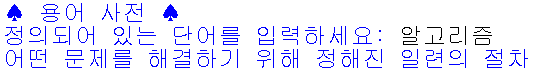 ♠ 용어 사전 ♠
정의되어 있는 단어를 입력하세요: 알고리즘
어떤 문제를 해결하기 위해 정해진 일련의 절차